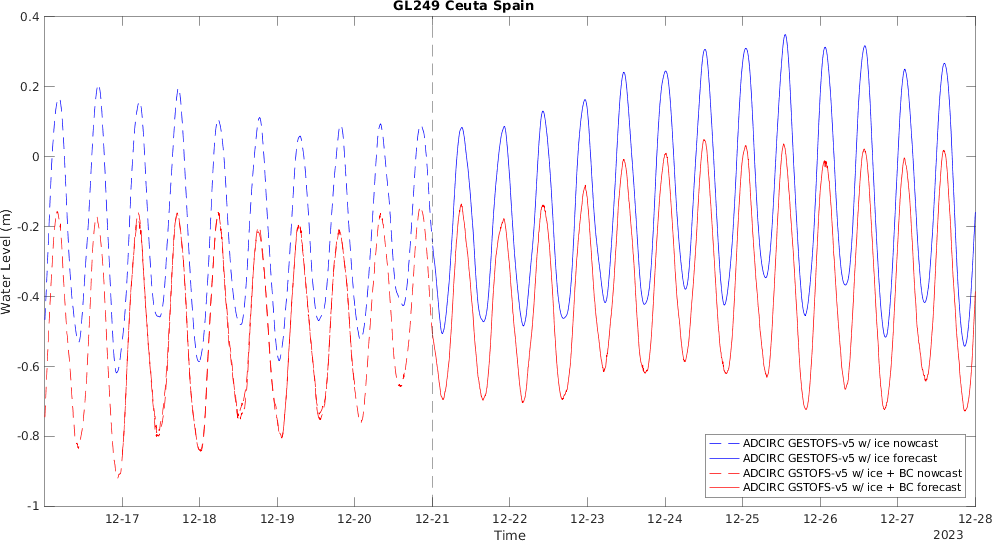 GL249 Ceuta Spain
0.4
0.2
0
-0.2
-0.4
-0.6
-0.8
-1
Water Level (m)
ADCIRC GESTOFS-v5 w/ ice nowcast
ADCIRC GESTOFS-v5 w/ ice forecast
ADCIRC GSTOFS-v5 w/ ice + BC nowcast
ADCIRC GSTOFS-v5 w/ ice + BC forecast
12-17 12-18 12-19 12-20 12-21 12-22 12-23 12-24 12-25 12-26 12-27 12-28
Time
2023